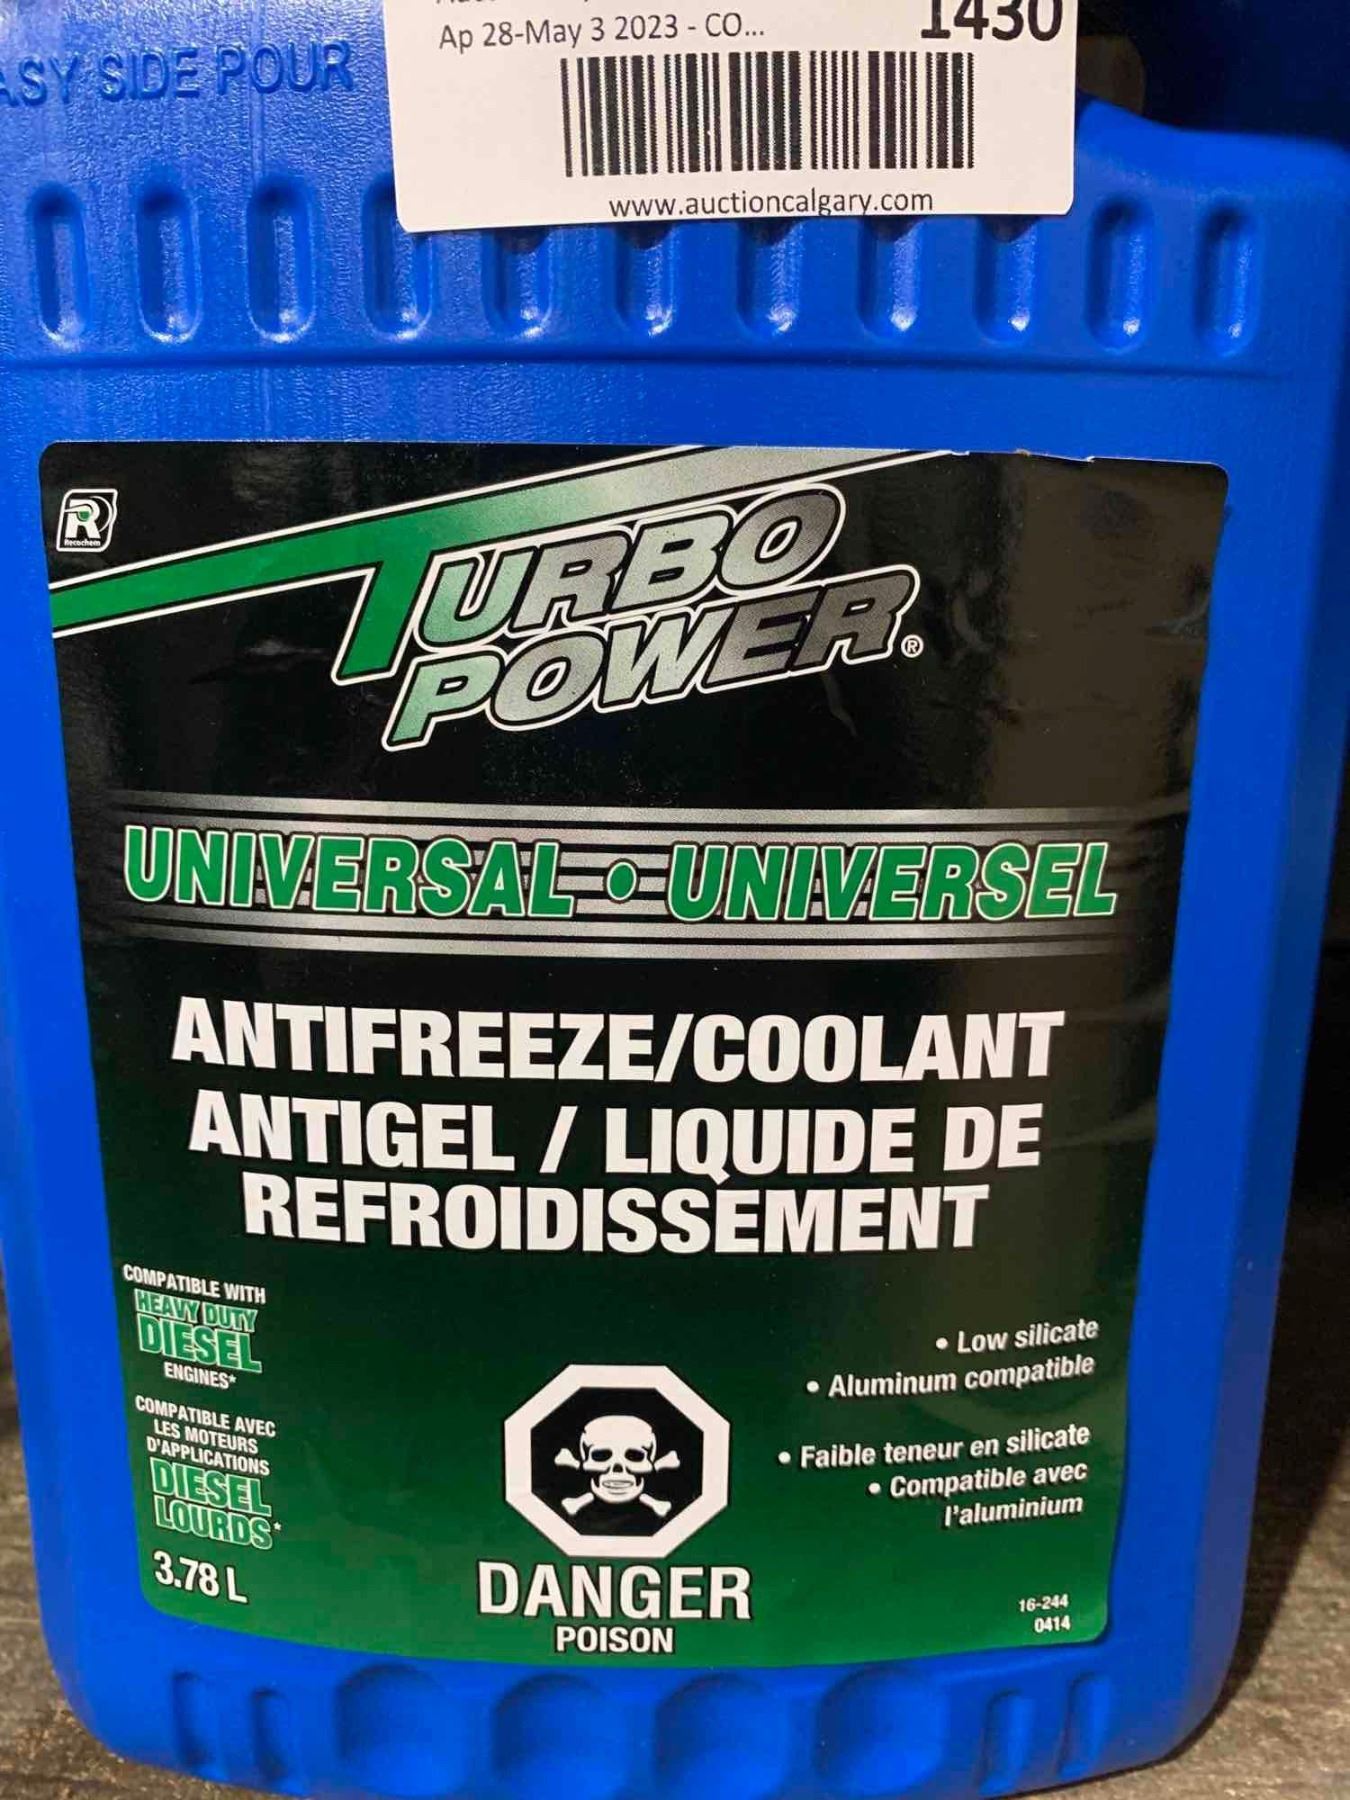 Ap 28-May 3 2023 - CO...
1430
www.auctioncalgary.com
ASY SIDE POUR
R
Recochem
TURBO
POWER®
UNIVERSAL • UNIVERSEL
ANTIFREEZE/COOLANT
ANTIGEL / LIQUIDE DE
REFROIDISSEMENT
COMPATIBLE WITH
HEAVY DUTY
DIESEL
ENGINES*
COMPATIBLE AVEC
LES MOTEURS
D'APPLICATIONS
DIESEL
LOURDS*
3.78 L
• Low silicate
• Aluminum compatible
• Faible teneur en silicate
• Compatible avec
l'aluminium
DANGER
POISON
16-244
0414